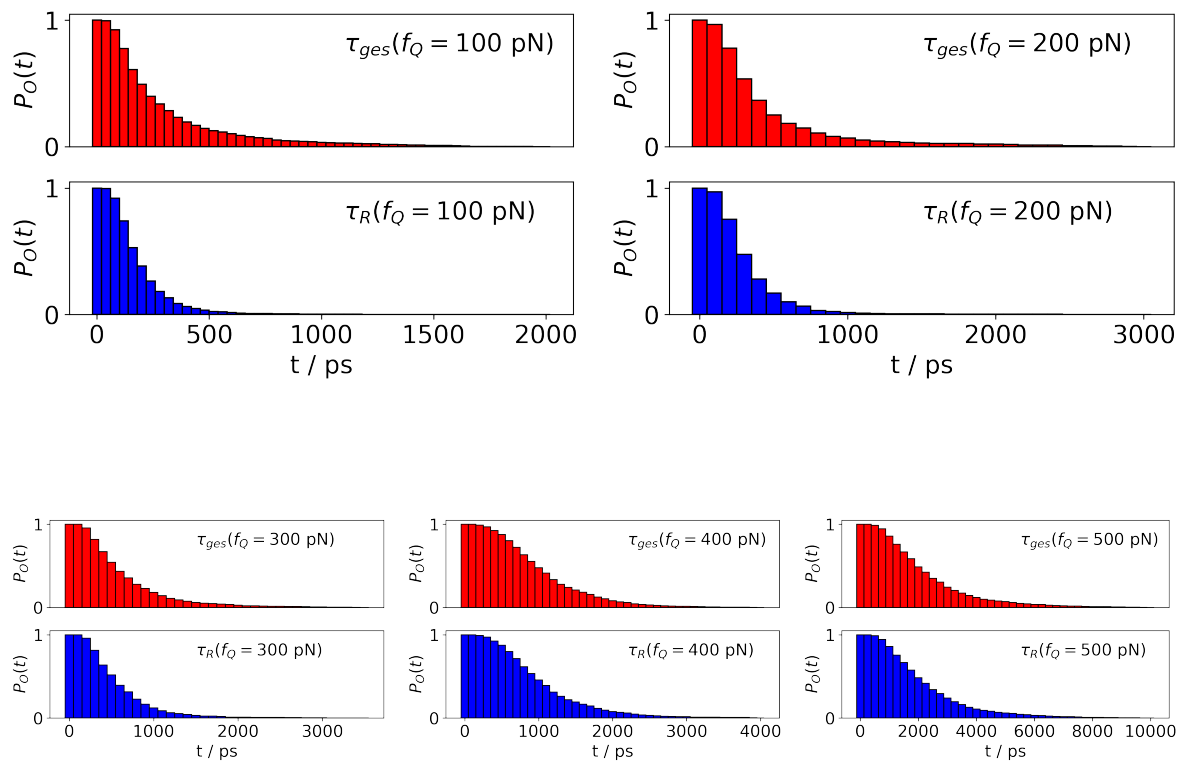 1
P_O(t)
0
τ_ges(f_Q = 100 pN)
1
P_O(t)
0
τ_ges(f_Q = 200 pN)
1
P_O(t)
0
τ_R(f_Q = 100 pN)
0 500 1000 1500 2000
t / ps
1
P_O(t)
0
τ_R(f_Q = 200 pN)
0 1000 2000 3000
t / ps
1
P_O(t)
0
τ_ges(f_Q = 300 pN)
1
P_O(t)
0
τ_ges(f_Q = 400 pN)
1
P_O(t)
0
τ_ges(f_Q = 500 pN)
1
P_O(t)
0
τ_R(f_Q = 300 pN)
0 1000 2000 3000
t / ps
1
P_O(t)
0
τ_R(f_Q = 400 pN)
0 1000 2000 3000 4000
t / ps
1
P_O(t)
0
τ_R(f_Q = 500 pN)
0 2000 4000 6000 8000 10000
t / ps